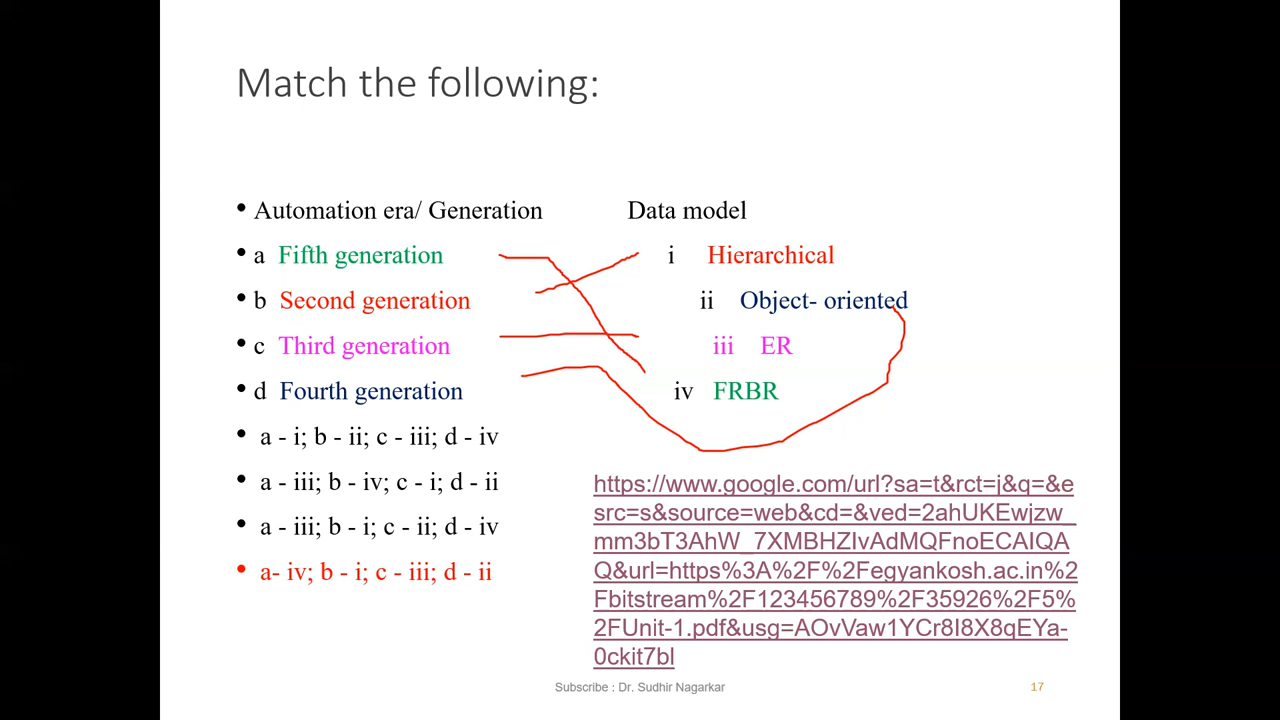 Match the following:
• Automation era/ Generation Data model
• a Fifth generation i Hierarchical
• b Second generation ii Object- oriented
• c Third generation iii ER
• d Fourth generation iv FRBR
• a - i; b - ii; c - iii; d - iv
• a - iii; b - iv; c - i; d - ii
• a - iii; b - i; c - ii; d - iv
• a- iv; b - i; c - iii; d - ii
https://www.google.com/url?sa=t&rct=j&q=&e
src=s&source=web&cd=&ved=2ahUKEwjzw_
mm3bT3AhW_7XMBHZIvAdMQFnoECAIQA
Q&url=https%3A%2F%2Fegyankosh.ac.in%2
Fbitstream%2F123456789%2F35926%2F5%
2FUnit-1.pdf&usg=AOvVaw1YCr8I8X8qEYa-
0ckit7bl
Subscribe : Dr. Sudhir Nagarkar 17